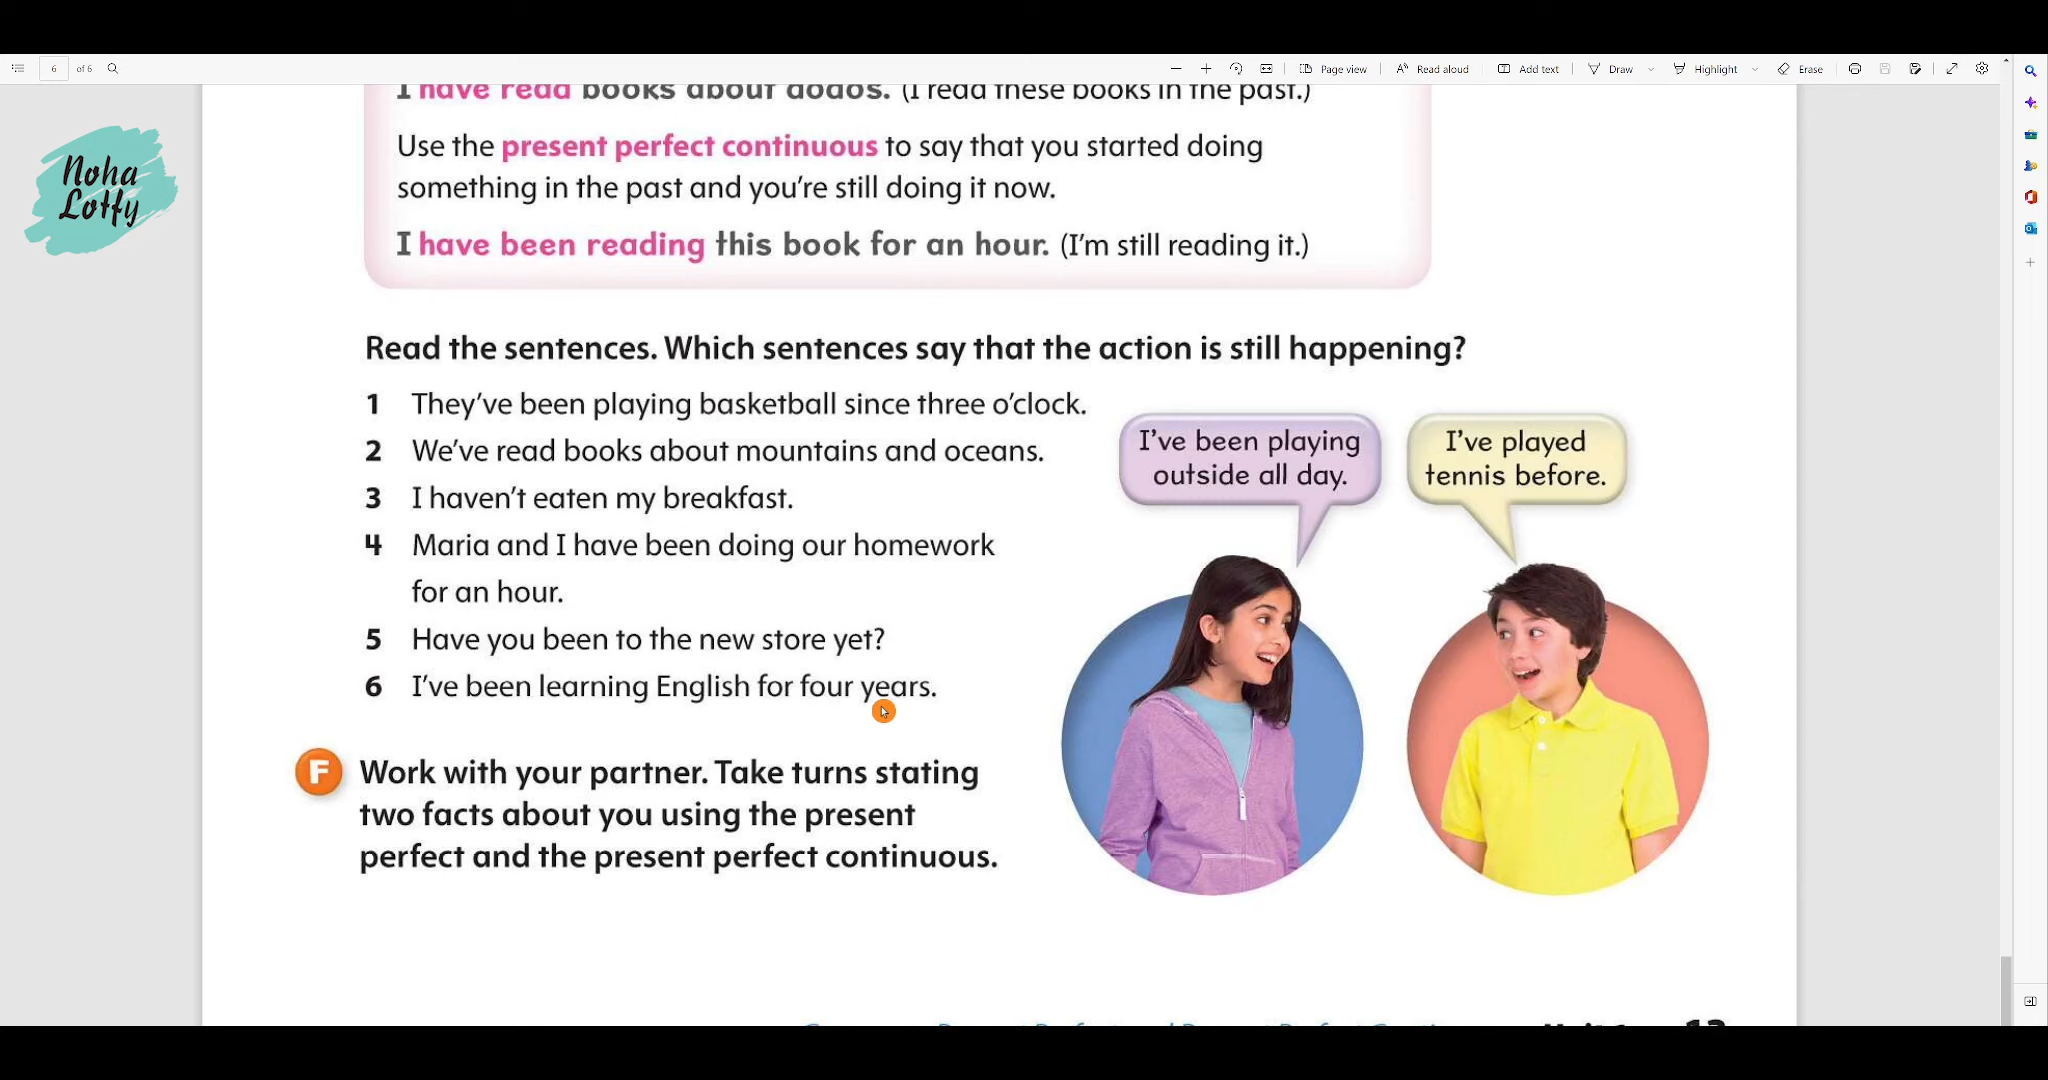 6 of 6 Page view Read aloud Add text Draw Highlight Erase
Noha
Lotfy
I have read books about dodos. (I read these books in the past.)
Use the present perfect continuous to say that you started doing
something in the past and you're still doing it now.
I have been reading this book for an hour. (I'm still reading it.)
Read the sentences. Which sentences say that the action is still happening?
1 They've been playing basketball since three o'clock.
2 We've read books about mountains and oceans.
3 I haven't eaten my breakfast.
4 Maria and I have been doing our homework
for an hour.
5 Have you been to the new store yet?
6 I've been learning English for four years.
I've been playing
outside all day.
I've played
tennis before.
F Work with your partner. Take turns stating
two facts about you using the present
perfect and the present perfect continuous.